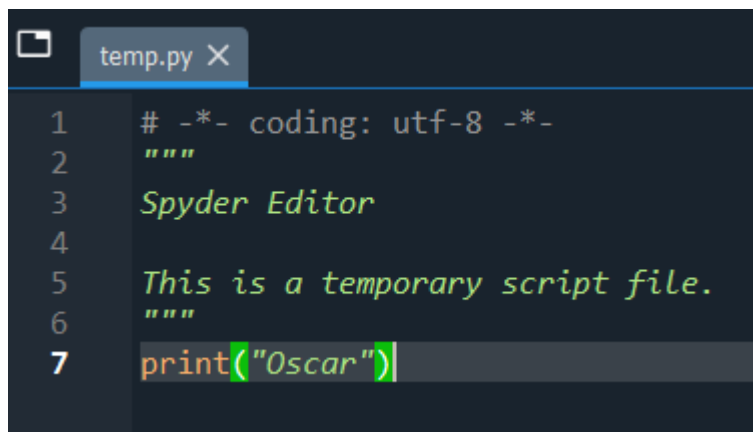 temp.py
1 # -*- coding: utf-8 -*-
2 """
3 Spyder Editor
4
5 This is a temporary script file.
6 """
7 print("Oscar")